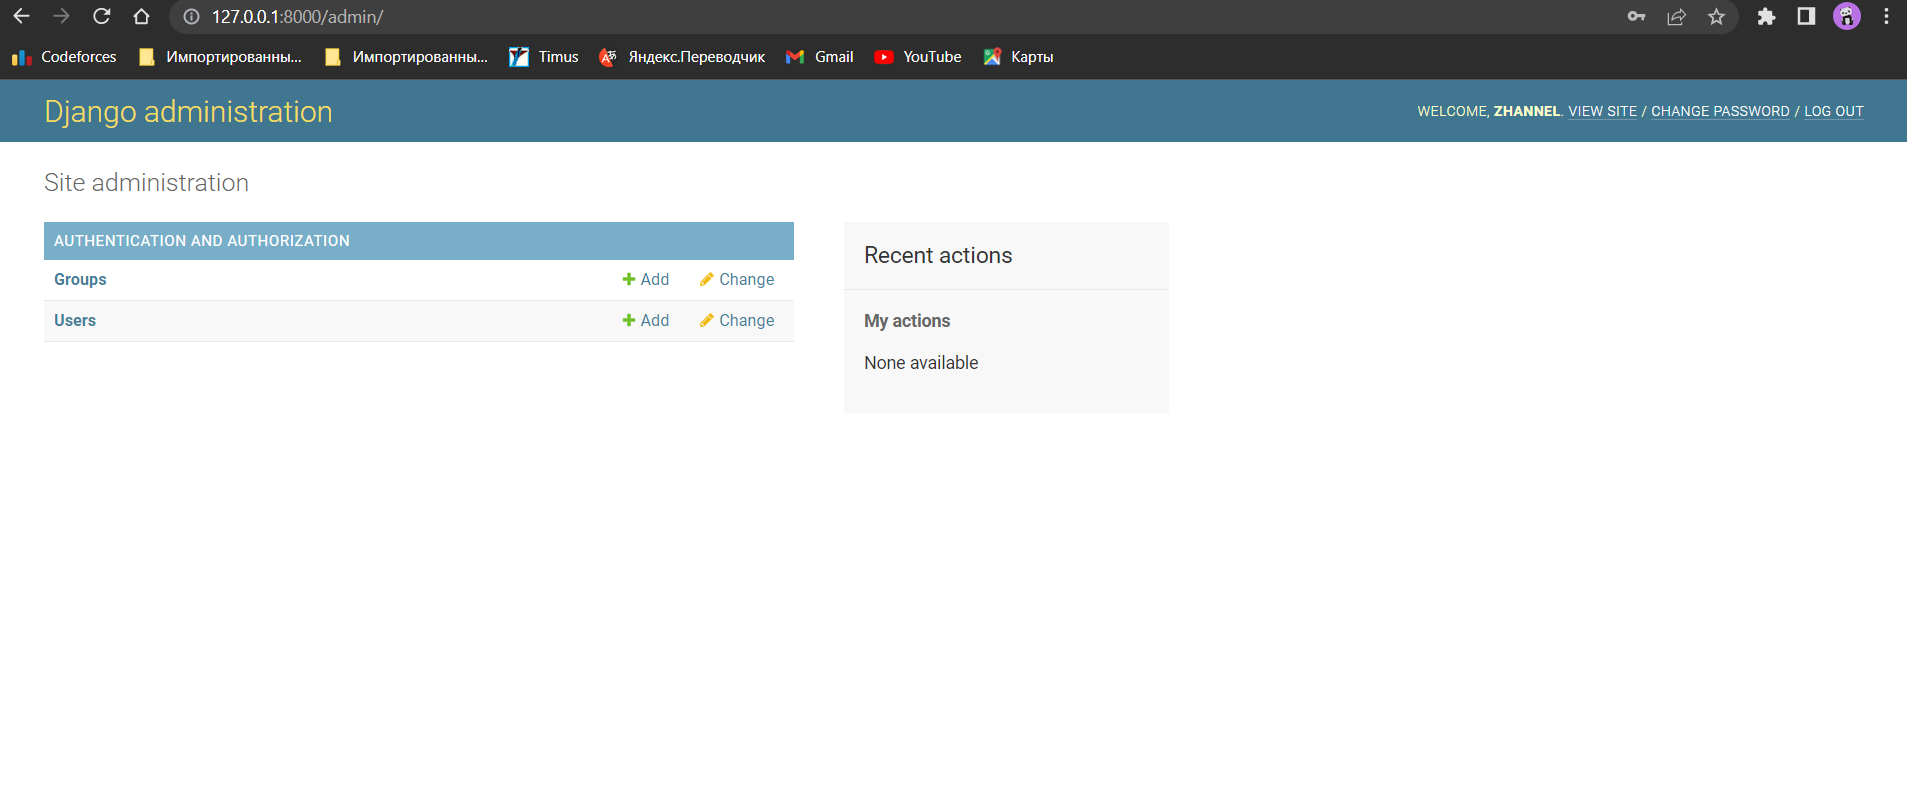 127.0.0.1:8000/admin/
Codeforces Импортированны... Импортированны... Timus Яндекс.Переводчик Gmail YouTube Карты
Django administration
WELCOME, ZHANNEL. VIEW SITE / CHANGE PASSWORD / LOG OUT
Site administration
AUTHENTICATION AND AUTHORIZATION
Groups Add Change
Users Add Change
Recent actions
My actions
None available